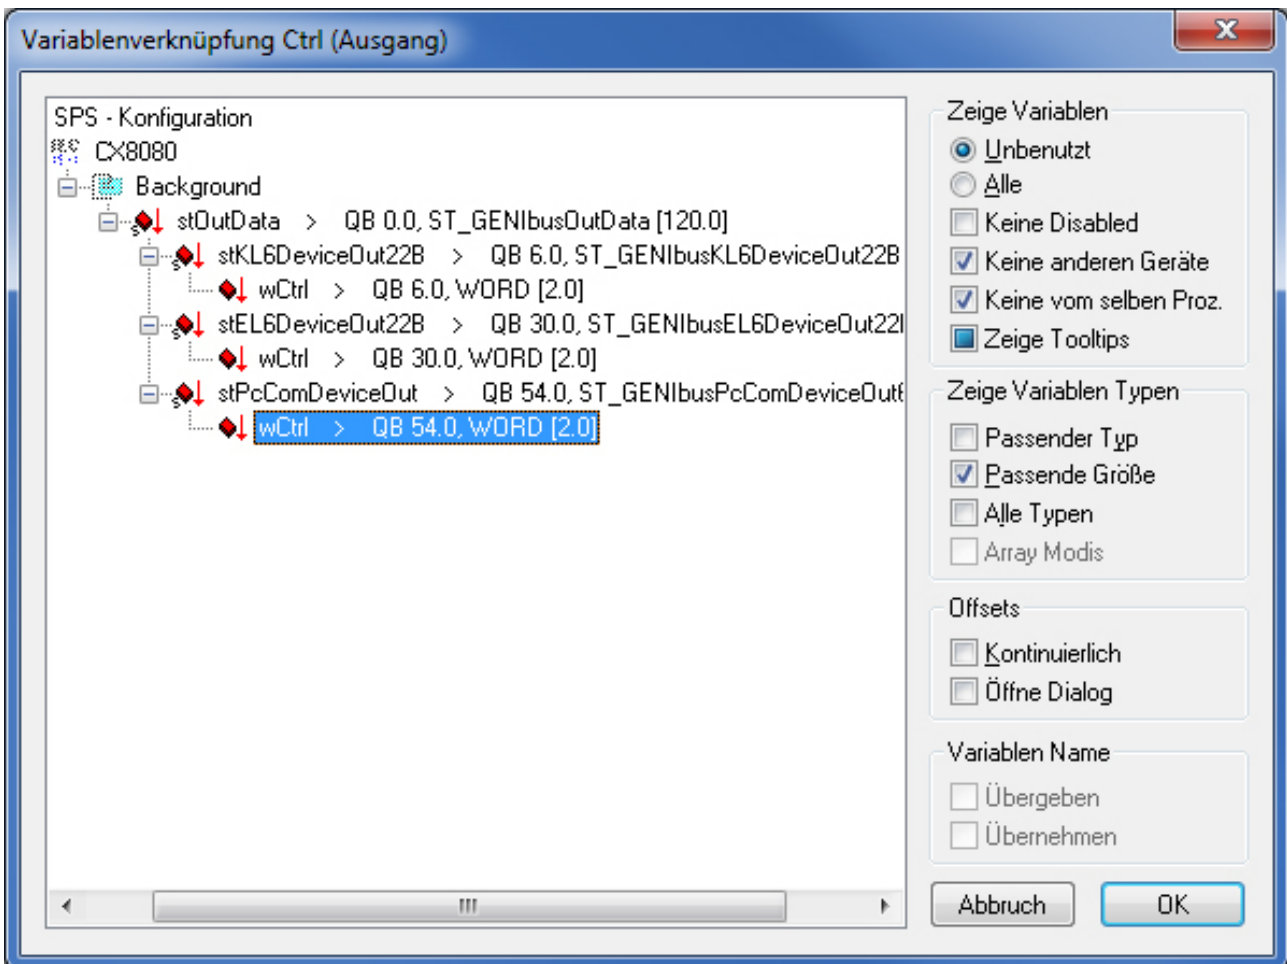 Variablenverknüpfung Ctrl (Ausgang)
SPS - Konfiguration
CX8080
Background
stOutData > QB 0.0, ST_GENIbusOutData [120.0]
stKL6DeviceOut22B > QB 6.0, ST_GENIbusKL6DeviceOut22B
wCtrl > QB 6.0, WORD [2.0]
stEL6DeviceOut22B > QB 30.0, ST_GENIbusEL6DeviceOut22
wCtrl > QB 30.0, WORD [2.0]
stPcComDeviceOut > QB 54.0, ST_GENIbusPcComDeviceOut
wCtrl > QB 54.0, WORD [2.0]
Zeige Variablen
Unbenutzt
Alle
Keine Disabled
Keine anderen Geräte
Keine vom selben Proz.
Zeige Tooltips
Zeige Variablen Typen
Passender Typ
Passende Größe
Alle Typen
Array Modis
Offsets
Kontinuierlich
Öffne Dialog
Variablen Name
Übergeben
Übernehmen
Abbruch
OK